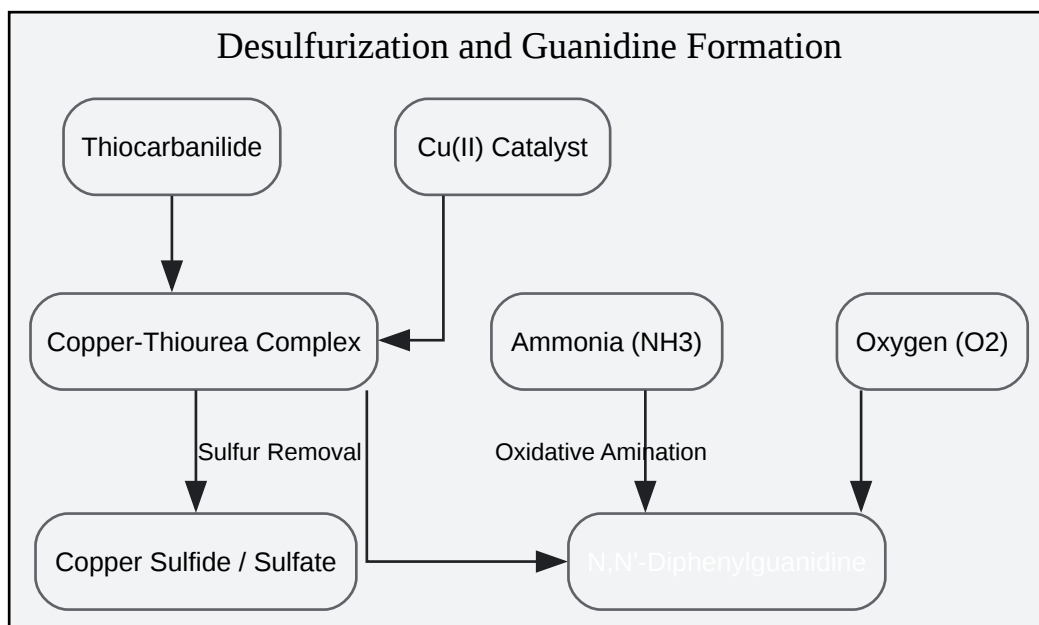 Desulfurization and Guanidine Formation
Thiocarbanilide
Cu(II) Catalyst
Copper-Thiourea Complex
Ammonia (NH3)
Oxygen (O2)
Sulfur Removal
Oxidative Amination
Copper Sulfide / Sulfate
N,N'-Diphenylguanidine